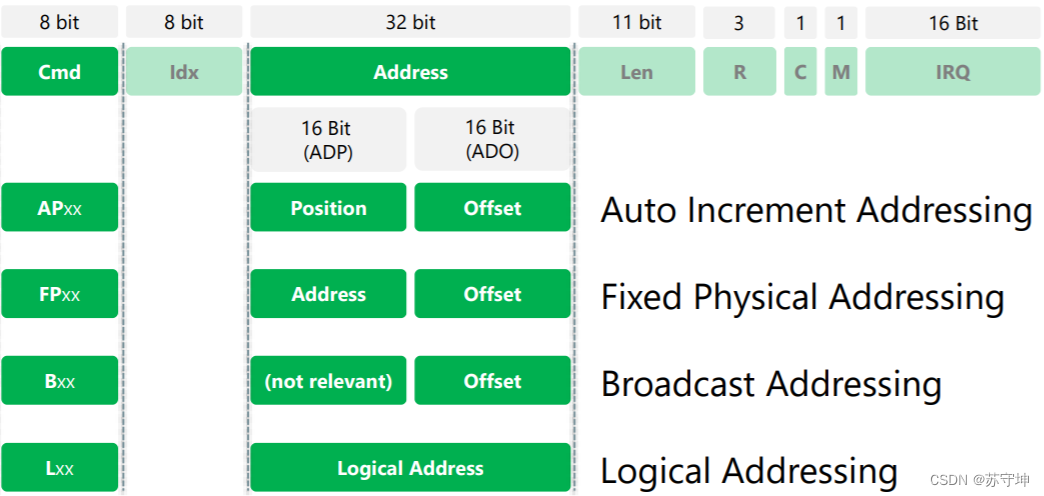 8 bit 8 bit 32 bit 11 bit 3 1 1 16 Bit
Cmd Idx Address Len R C M IRQ
16 Bit 16 Bit
(ADP) (ADO)
APxx Position Offset Auto Increment Addressing
FPxx Address Offset Fixed Physical Addressing
Bxx (not relevant) Offset Broadcast Addressing
Lxx Logical Address Logical Addressing
CSDN @苏守坤